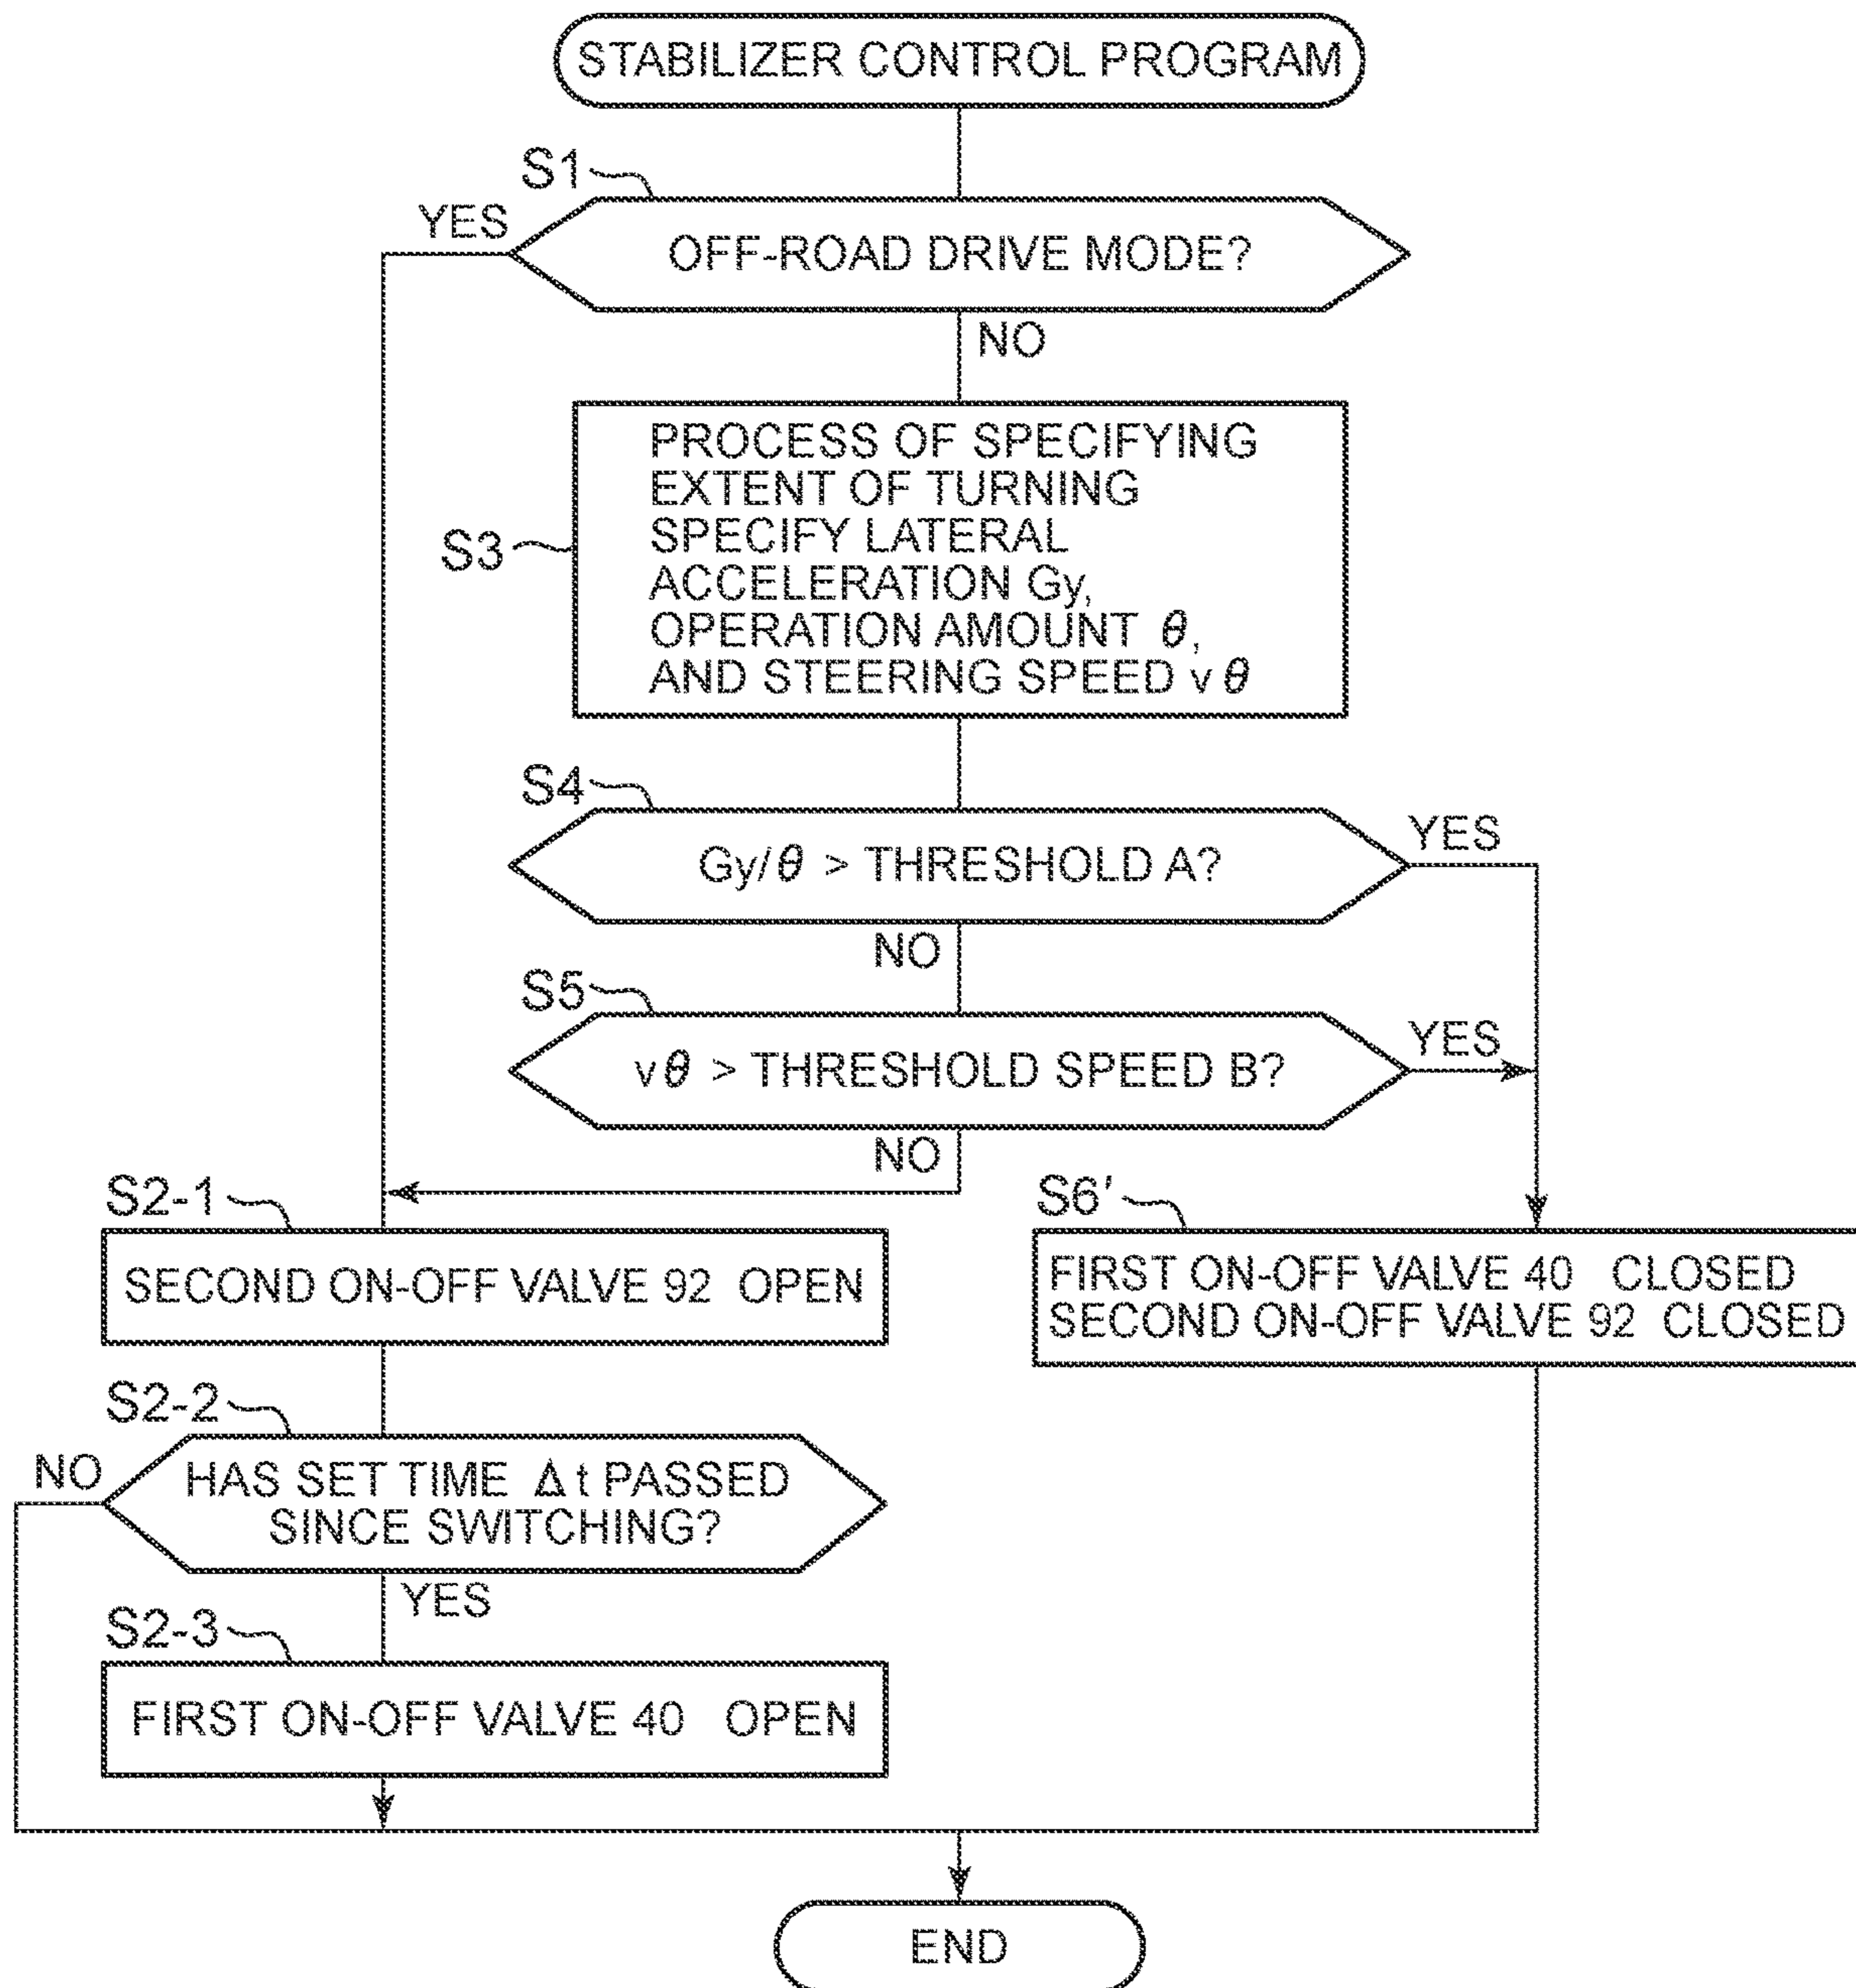 STABILIZER CONTROL PROGRAM
S1
YES
OFF-ROAD DRIVE MODE?
NO
S3
PROCESS OF SPECIFYING
EXTENT OF TURNING
SPECIFY LATERAL
ACCELERATION Gy,
OPERATION AMOUNT θ,
AND STEERING SPEED vθ
S4
Gy/θ > THRESHOLD A?
YES
NO
S5
vθ > THRESHOLD SPEED B?
YES
NO
S2-1
SECOND ON-OFF VALVE 92 OPEN
S6'
FIRST ON-OFF VALVE 40 CLOSED
SECOND ON-OFF VALVE 92 CLOSED
S2-2
NO
HAS SET TIME Δt PASSED
SINCE SWITCHING?
YES
S2-3
FIRST ON-OFF VALVE 40 OPEN
END